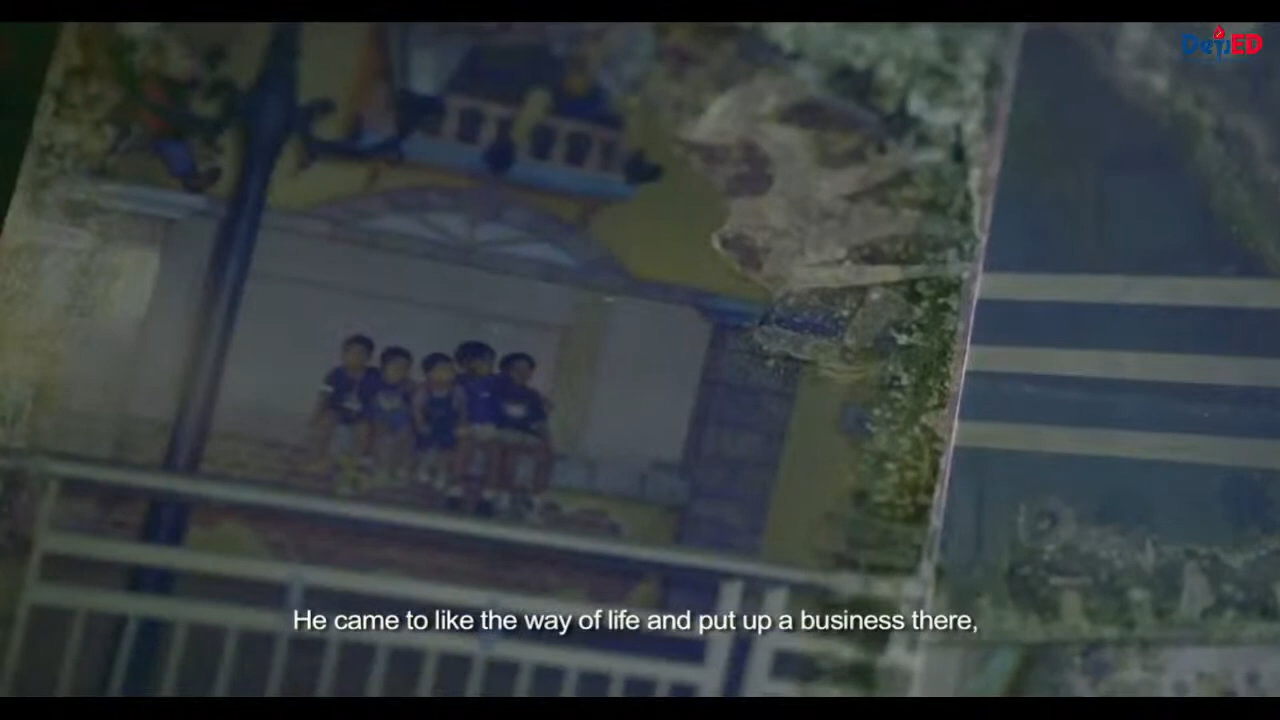 DepED
He came to like the way of life and put up a business there,